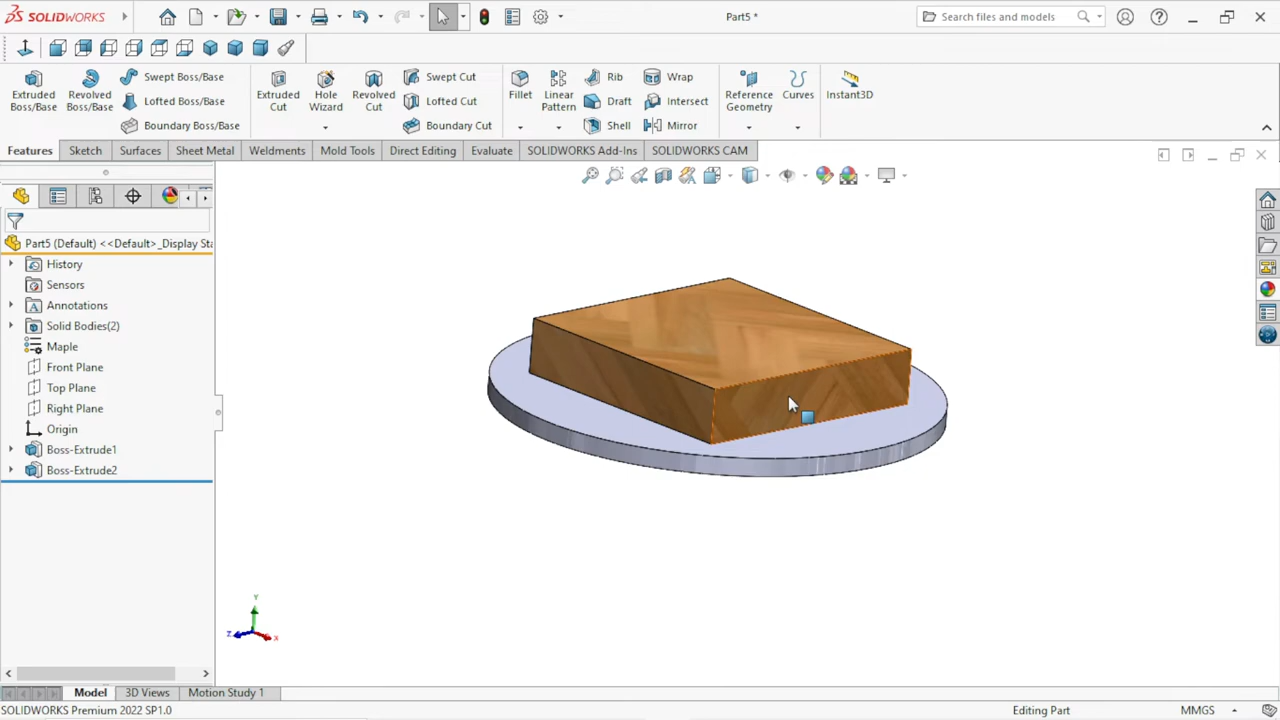 SOLIDWORKS
Part5 *
Search files and models
Extruded Boss/Base
Revolved Boss/Base
Swept Boss/Base
Lofted Boss/Base
Boundary Boss/Base
Extruded Cut
Hole Wizard
Revolved Cut
Swept Cut
Lofted Cut
Boundary Cut
Fillet
Linear Pattern
Rib
Draft
Shell
Wrap
Intersect
Mirror
Reference Geometry
Curves
Instant3D
Features
Sketch
Surfaces
Sheet Metal
Weldments
Mold Tools
Direct Editing
Evaluate
SOLIDWORKS Add-Ins
SOLIDWORKS CAM
Part5 (Default) <<Default>_Display Sta
History
Sensors
Annotations
Solid Bodies(2)
Maple
Front Plane
Top Plane
Right Plane
Origin
Boss-Extrude1
Boss-Extrude2
Y
Z
X
Model
3D Views
Motion Study 1
SOLIDWORKS Premium 2022 SP1.0
Editing Part
MMGS